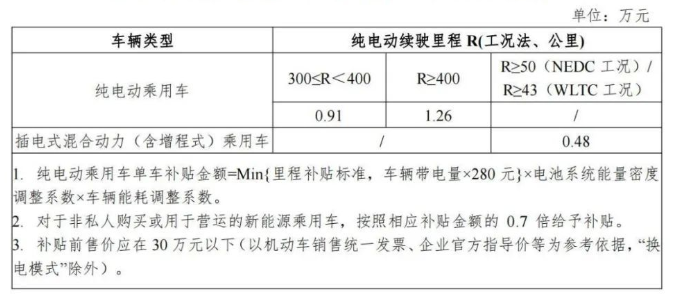 单位：万元
车辆类型 纯电动续驶里程 R(工况法、公里)
纯电动乘用车 300≤R＜400 R≥400 R≥50（NEDC 工况）/
R≥43（WLTC 工况）
0.91 1.26 /
插电式混合动力（含增程式）乘用车 / 0.48
1. 纯电动乘用车单车补贴金额=Min{里程补贴标准，车辆带电量×280 元}×电池系统能量密度
调整系数×车辆能耗调整系数。
2. 对于非私人购买或用于营运的新能源乘用车，按照相应补贴金额的 0.7 倍给予补贴。
3. 补贴前售价应在 30 万元以下（以机动车销售统一发票、企业官方指导价等为参考依据，“换
电模式”除外）。